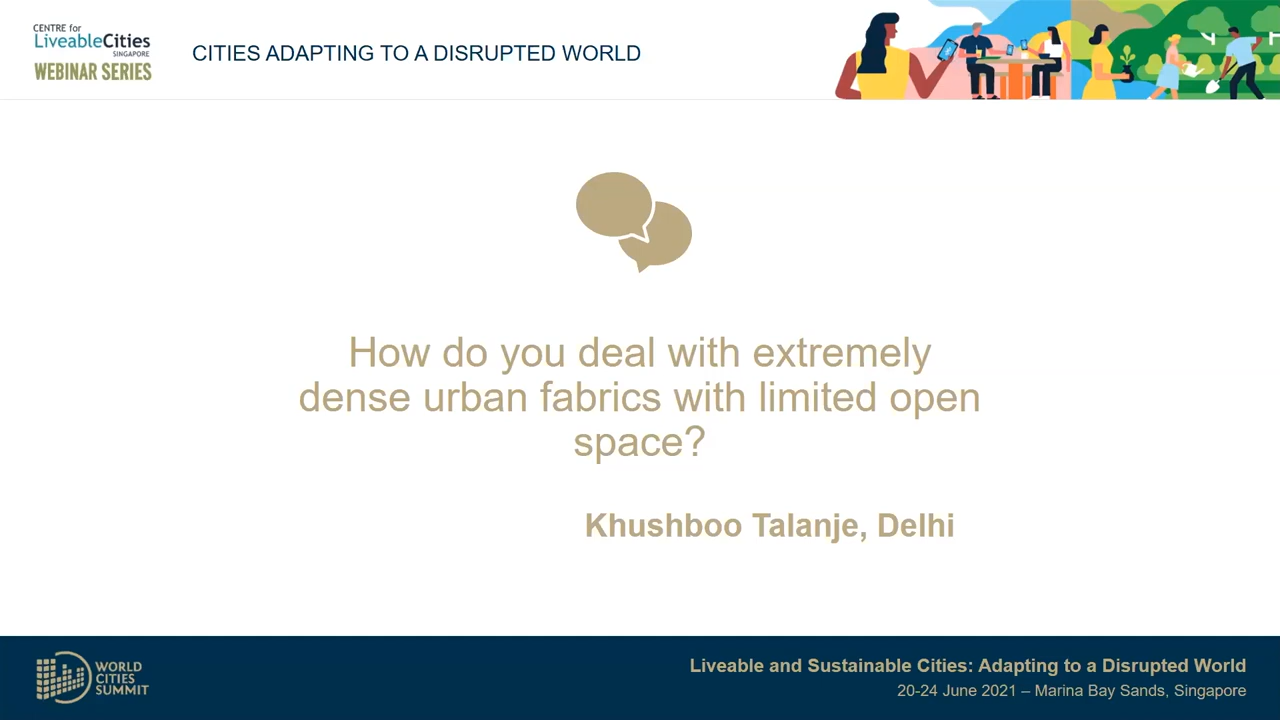 CENTRE for
LiveableCities
SINGAPORE
WEBINAR SERIES
CITIES ADAPTING TO A DISRUPTED WORLD
How do you deal with extremely
dense urban fabrics with limited open
space?
Khushboo Talanje, Delhi
WORLD
CITIES
SUMMIT
Liveable and Sustainable Cities: Adapting to a Disrupted World
20-24 June 2021 – Marina Bay Sands, Singapore